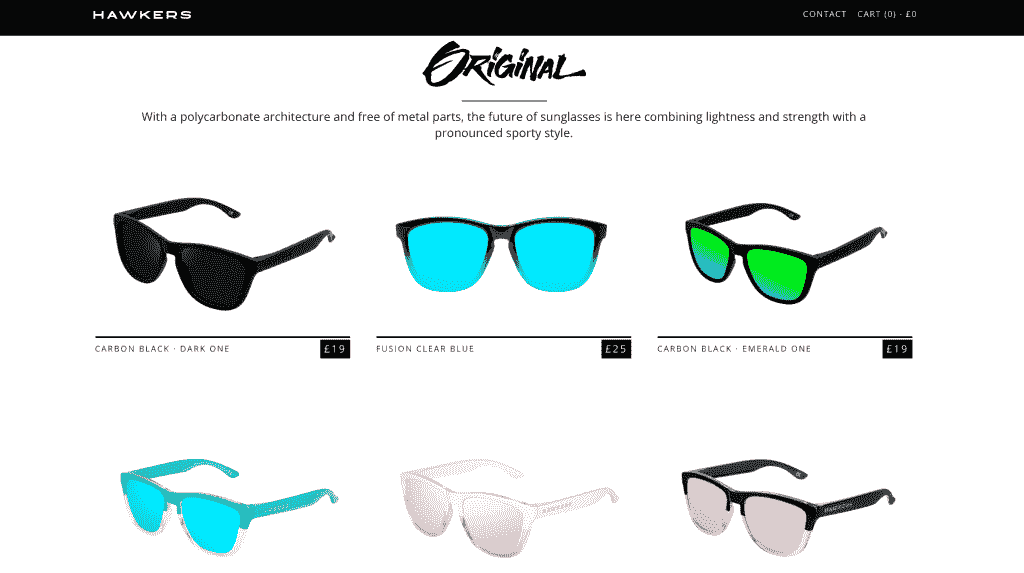 HAWKERS
CONTACT CART (0) - £0
ORiGiNAL
With a polycarbonate architecture and free of metal parts, the future of sunglasses is here combining lightness and strength with a
pronounced sporty style.
CARBON BLACK · DARK ONE £19
FUSION CLEAR BLUE £25
CARBON BLACK · EMERALD ONE £19